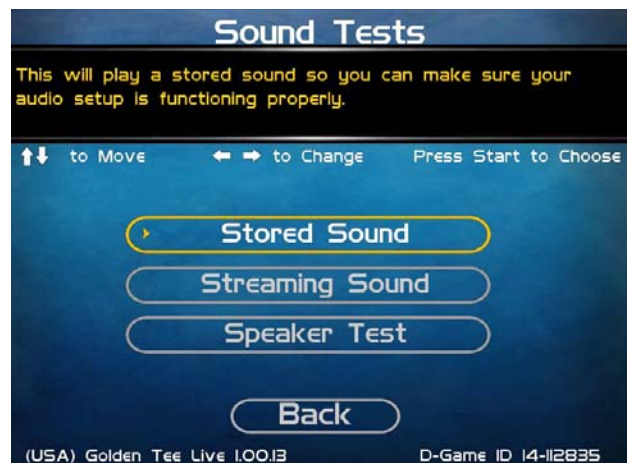 Sound Tests
This will play a stored sound so you can make sure your
audio setup is functioning properly.
to Move to Change Press Start to Choose
Stored Sound
Streaming Sound
Speaker Test
Back
(USA) Golden Tee Live 1.00.13 D-Game ID 14-112835